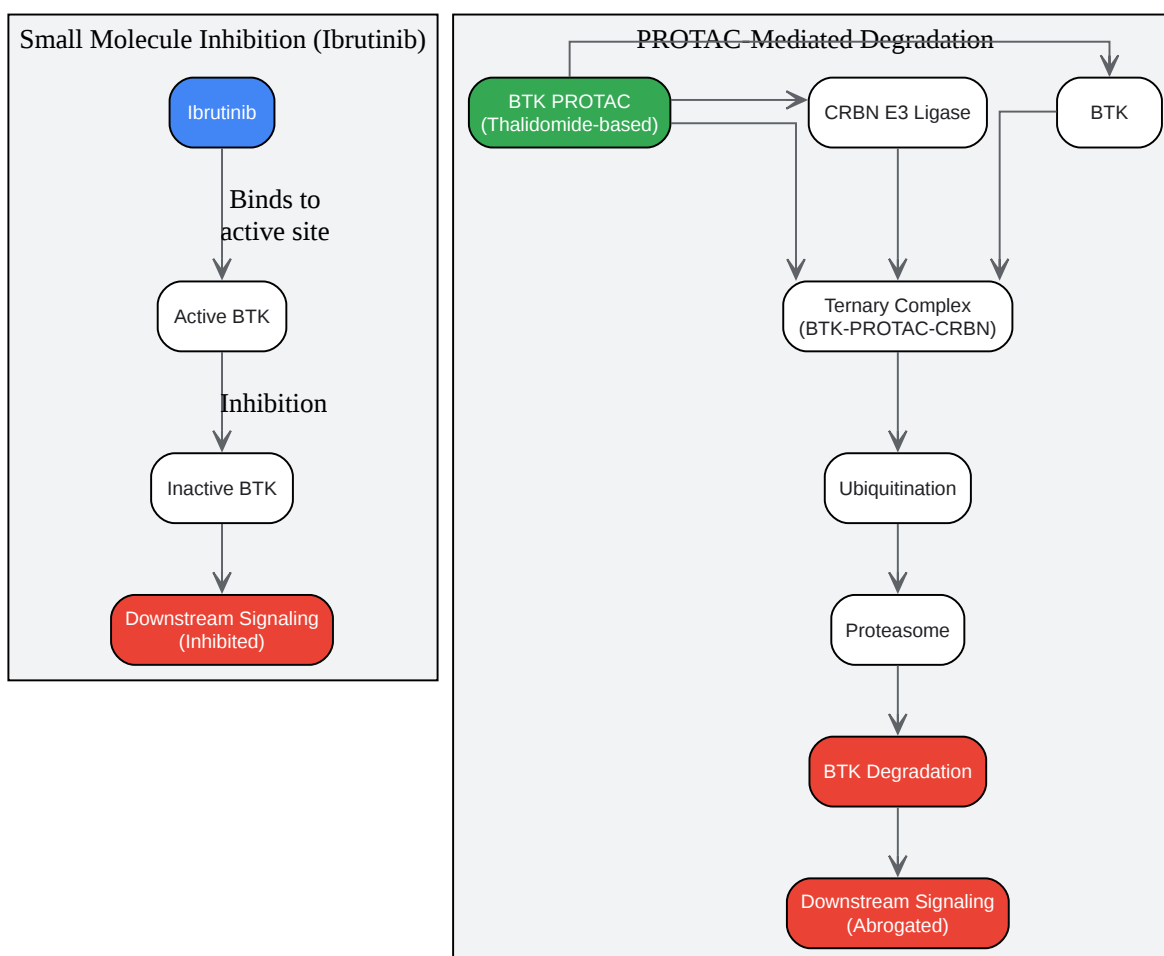 Small Molecule Inhibition (Ibrutinib)
Ibrutinib
Binds to
active site
Active BTK
Inhibition
Inactive BTK
Downstream Signaling
(Inhibited)
PROTAC-Mediated Degradation
BTK PROTAC
(Thalidomide-based)
CRBN E3 Ligase
BTK
Ternary Complex
(BTK-PROTAC-CRBN)
Ubiquitination
Proteasome
BTK Degradation
Downstream Signaling
(Abrogated)